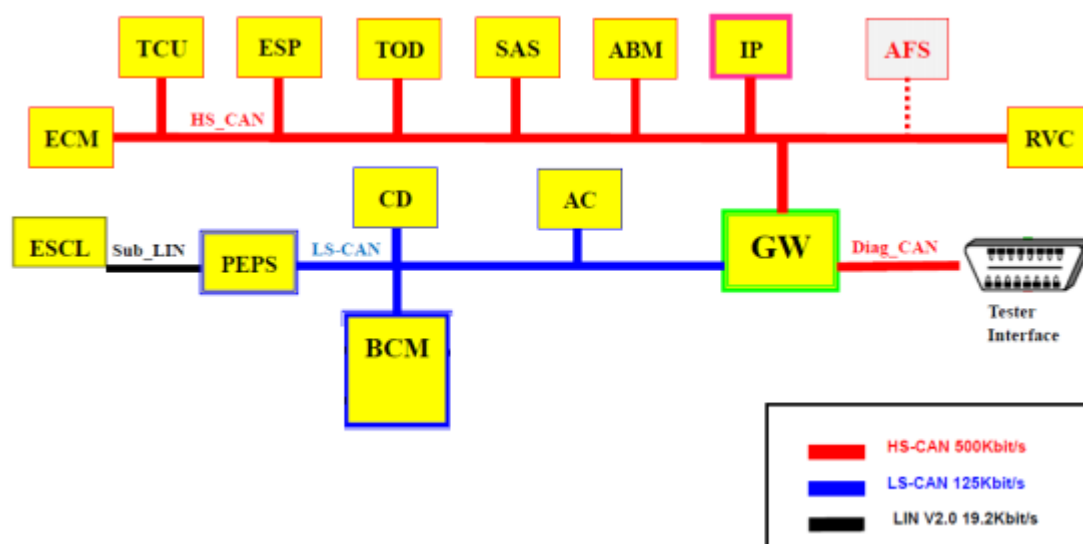 TCU
ESP
TOD
SAS
ABM
IP
AFS
ECM
HS_CAN
RVC
CD
AC
ESCL
Sub_LIN
PEPS
LS-CAN
GW
Diag_CAN
Tester
Interface
BCM
HS-CAN 500Kbit/s
LS-CAN 125Kbit/s
LIN V2.0 19.2Kbit/s